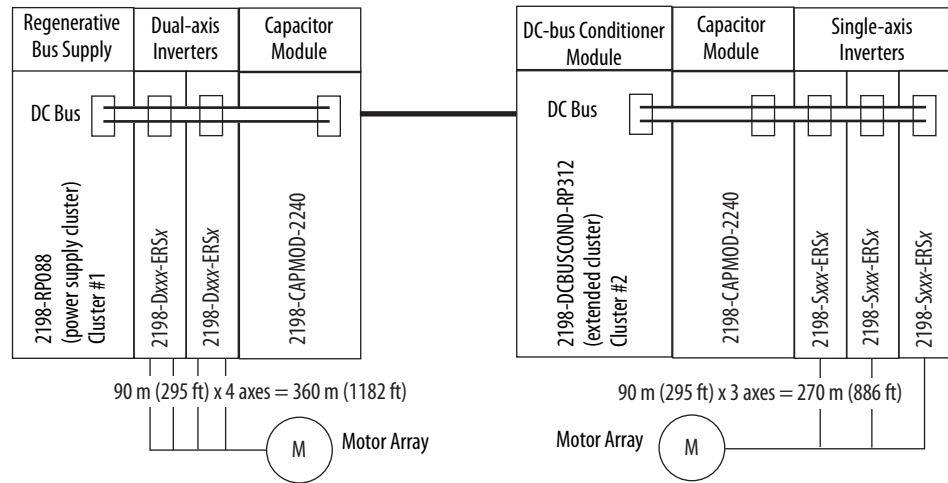 Regenerative
Bus Supply
Dual-axis
Inverters
Capacitor
Module
DC Bus
2198-RP088
(power supply cluster)
Cluster #1
2198-Dxxx-ERSx
2198-Dxxx-ERSx
2198-CAPMOD-2240
90 m (295 ft) x 4 axes = 360 m (1182 ft)
M
Motor Array
DC-bus Conditioner
Module
Capacitor
Module
Single-axis
Inverters
DC Bus
2198-DCBUSCOND-RP312
(extended cluster)
Cluster #2
2198-CAPMOD-2240
2198-Sxxx-ERSx
2198-Sxxx-ERSx
2198-Sxxx-ERSx
90 m (295 ft) x 3 axes = 270 m (886 ft)
Motor Array
M